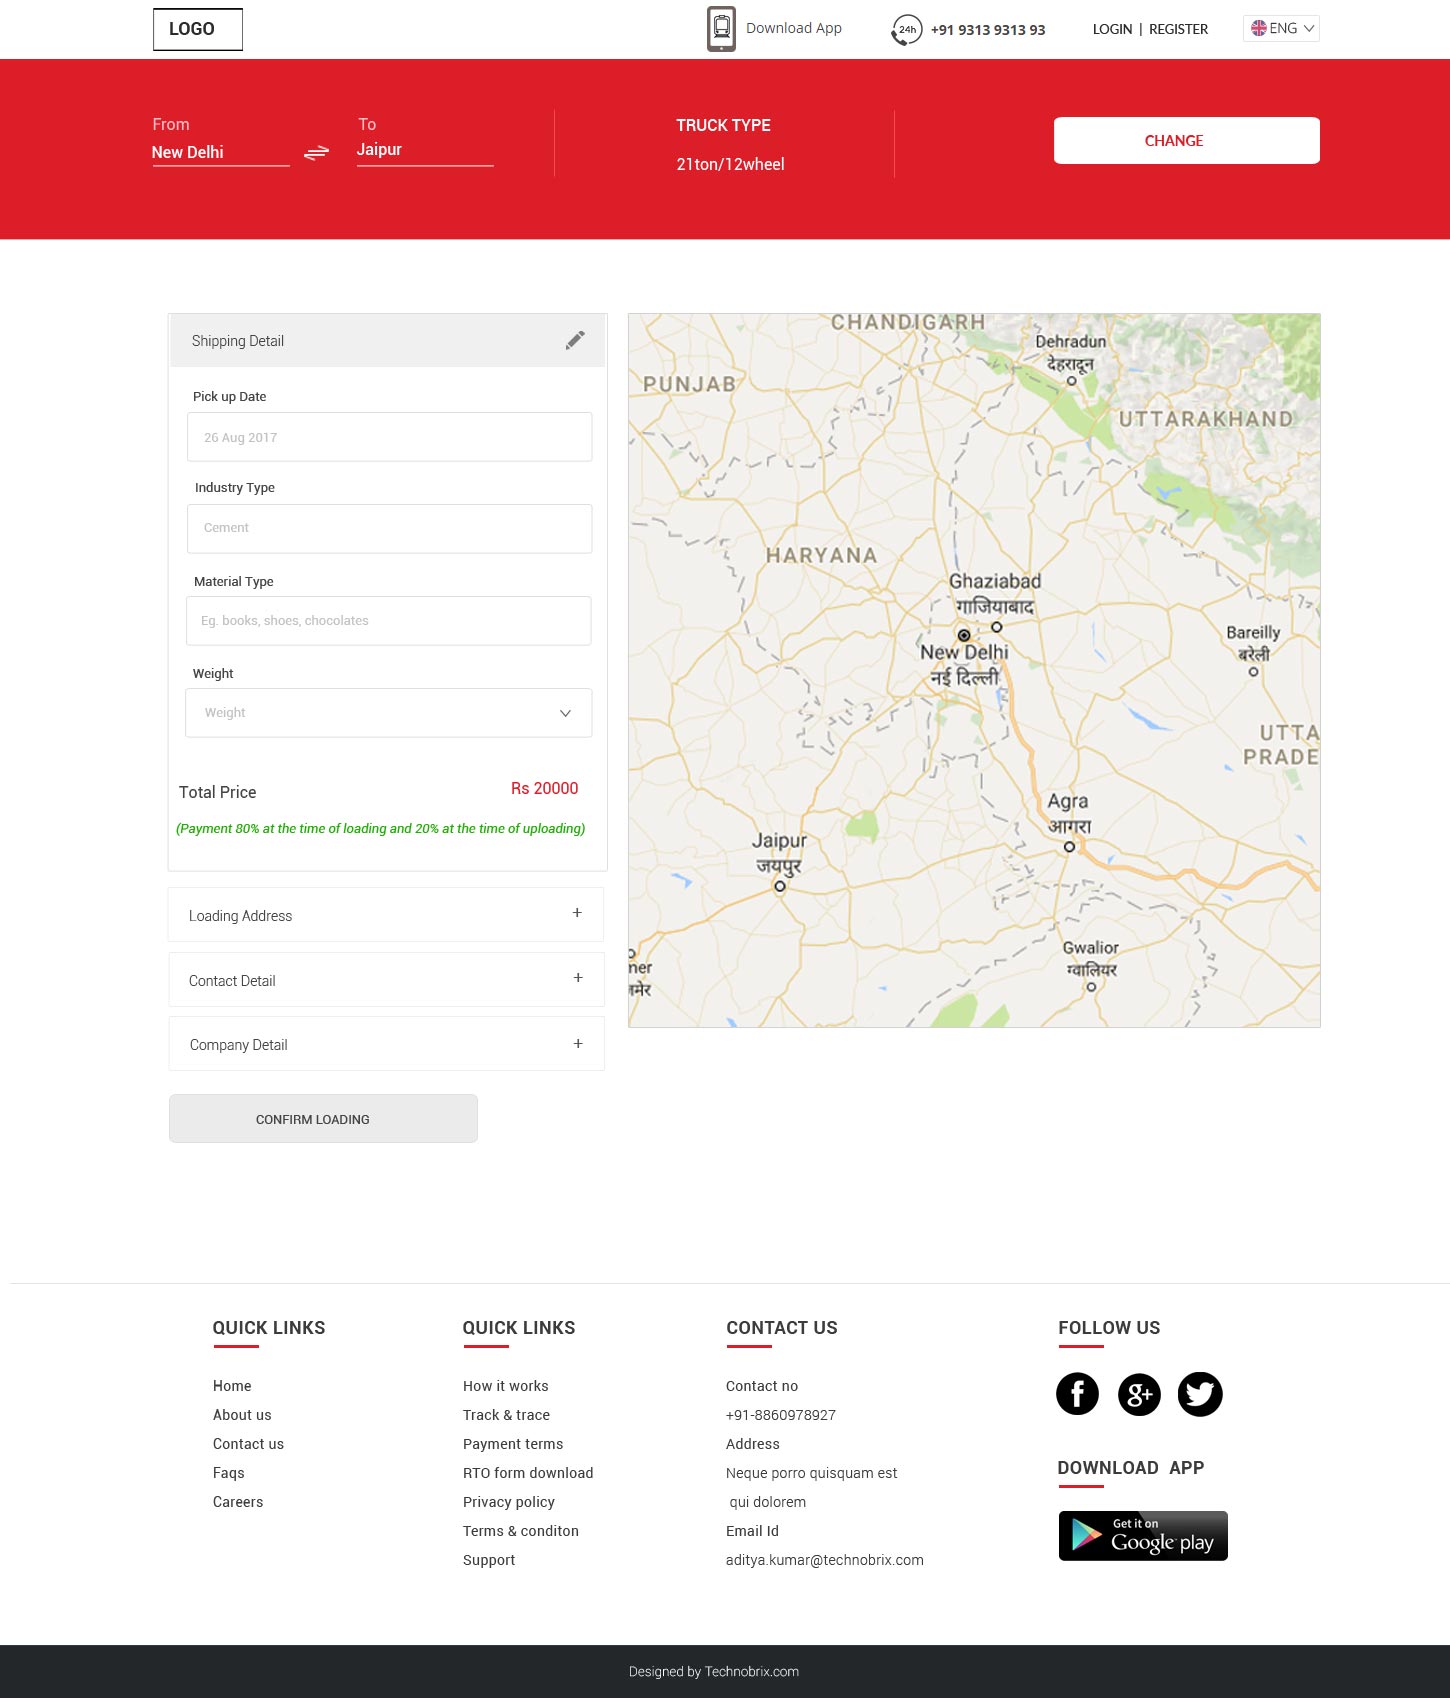 LOGO
Download App
24h
+91 9313 9313 93
LOGIN | REGISTER
ENG
From
New Delhi
To
Jaipur
TRUCK TYPE
21ton/12wheel
CHANGE
Shipping Detail
Pick up Date
26 Aug 2017
Industry Type
Cement
Material Type
Eg. books, shoes, chocolates
Weight
Weight
Total Price
Rs 20000
(Payment 80% at the time of loading and 20% at the time of uploading)
Loading Address
+
Contact Detail
+
Company Detail
+
CONFIRM LOADING
CHANDIGARH
Dehradun
देहरादून
PUNJAB
UTTARAKHAND
HARYANA
Ghaziabad
गाजियाबाद
New Delhi
नई दिल्ली
Bareilly
बरेली
UTTA
PRADE
Agra
आगरा
Jaipur
जयपुर
Gwalior
ग्वालियर
mer
जमेर
QUICK LINKS
Home
About us
Contact us
Faqs
Careers
QUICK LINKS
How it works
Track & trace
Payment terms
RTO form download
Privacy policy
Terms & conditon
Support
CONTACT US
Contact no
+91-8860978927
Address
Neque porro quisquam est
qui dolorem
Email Id
aditya.kumar@technobrix.com
FOLLOW US
f
g+
DOWNLOAD APP
Get it on
Google play
Designed by Technobrix.com